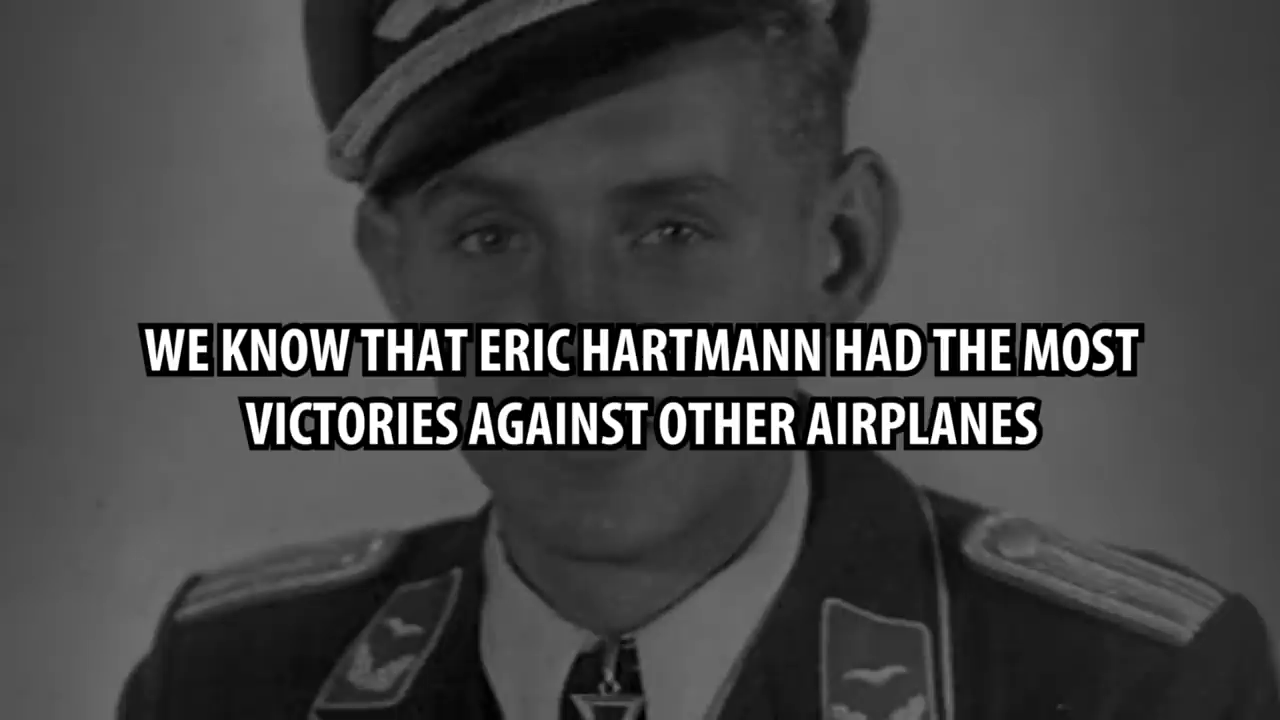 WE KNOW THAT ERIC HARTMANN HAD THE MOST
VICTORIES AGAINST OTHER AIRPLANES